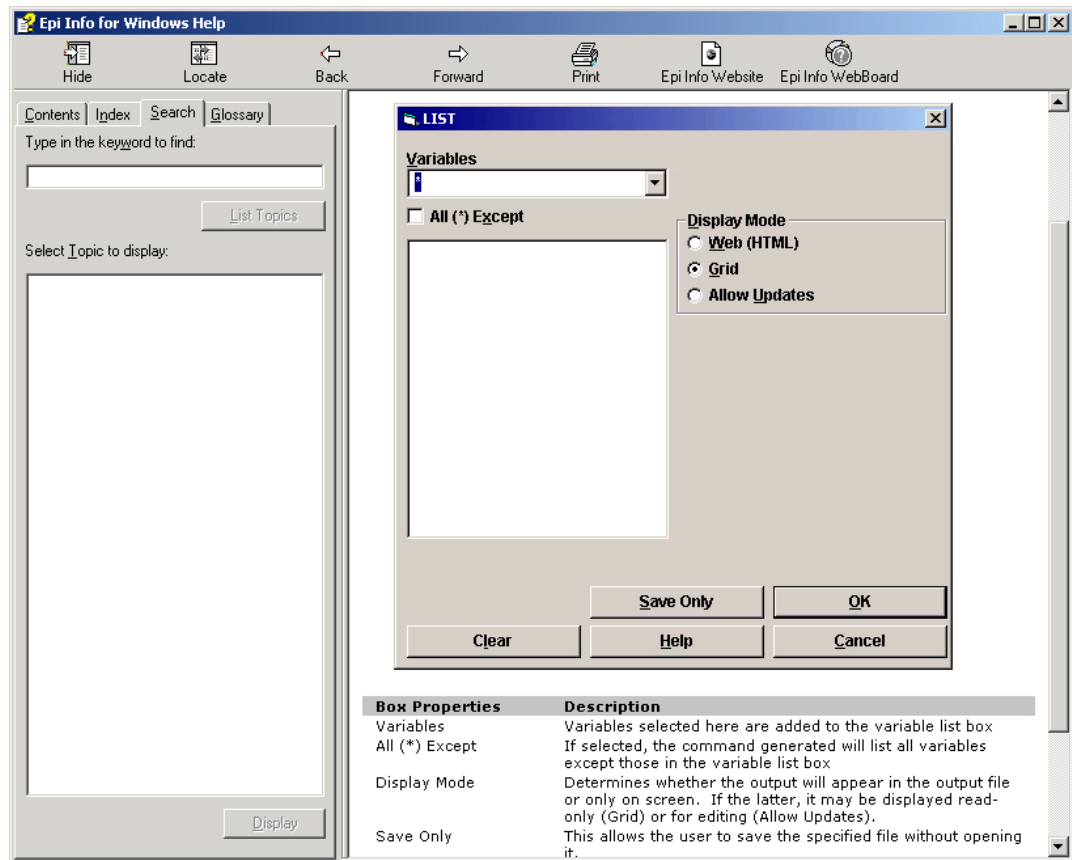 Epi Info for Windows Help
Hide Locate Back Forward Print Epi Info Website Epi Info WebBoard
Contents Index Search Glossary
Type in the keyword to find:
List Topics
Select Topic to display:
Display
LIST
Variables
*
All (*) Except
Display Mode
Web (HTML)
Grid
Allow Updates
Save Only OK
Clear Help Cancel
Box Properties Description
Variables Variables selected here are added to the variable list box
All (*) Except If selected, the command generated will list all variables
except those in the variable list box
Display Mode Determines whether the output will appear in the output file
or only on screen. If the latter, it may be displayed read-
only (Grid) or for editing (Allow Updates).
Save Only This allows the user to save the specified file without opening
it.